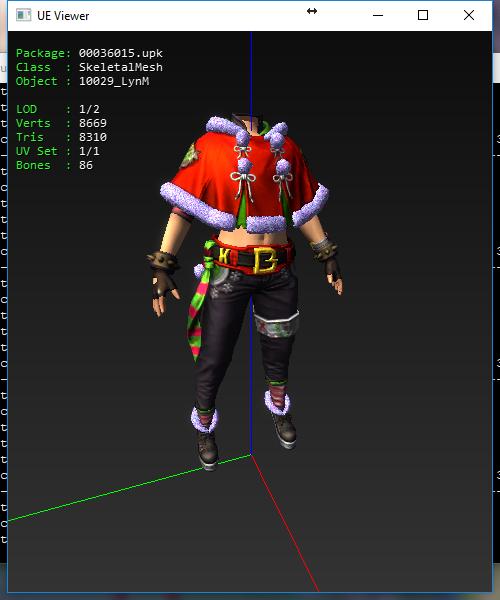 UE Viewer
Package: 00036015.upk
Class : SkeletalMesh
Object : 10029_LynM
LOD : 1/2
Verts : 8669
Tris : 8310
UV Set : 1/1
Bones : 86
K B